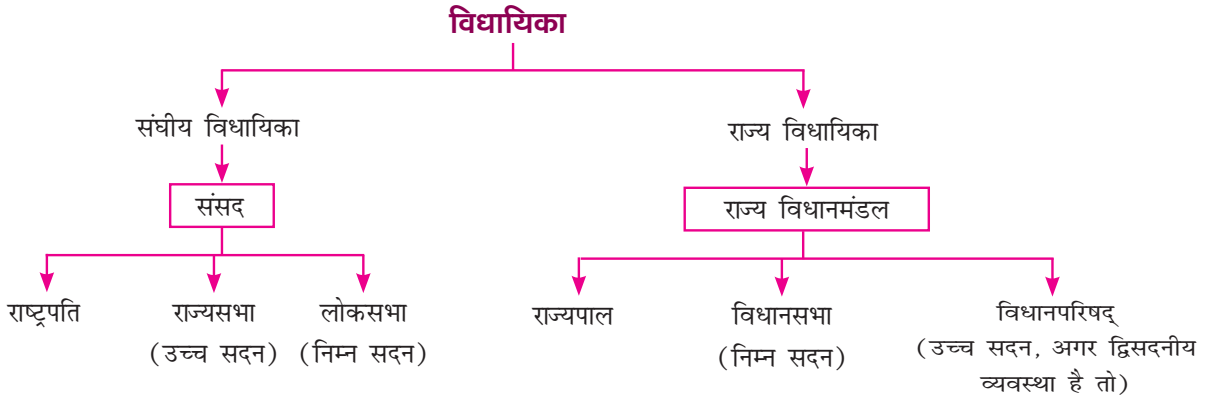 विधायिका
संघीय विधायिका
राज्य विधायिका
संसद
राज्य विधानमंडल
राष्ट्रपति
राज्यसभा
(उच्च सदन)
लोकसभा
(निम्न सदन)
राज्यपाल
विधानसभा
(निम्न सदन)
विधानपरिषद्
(उच्च सदन, अगर द्विसदनीय
व्यवस्था है तो)